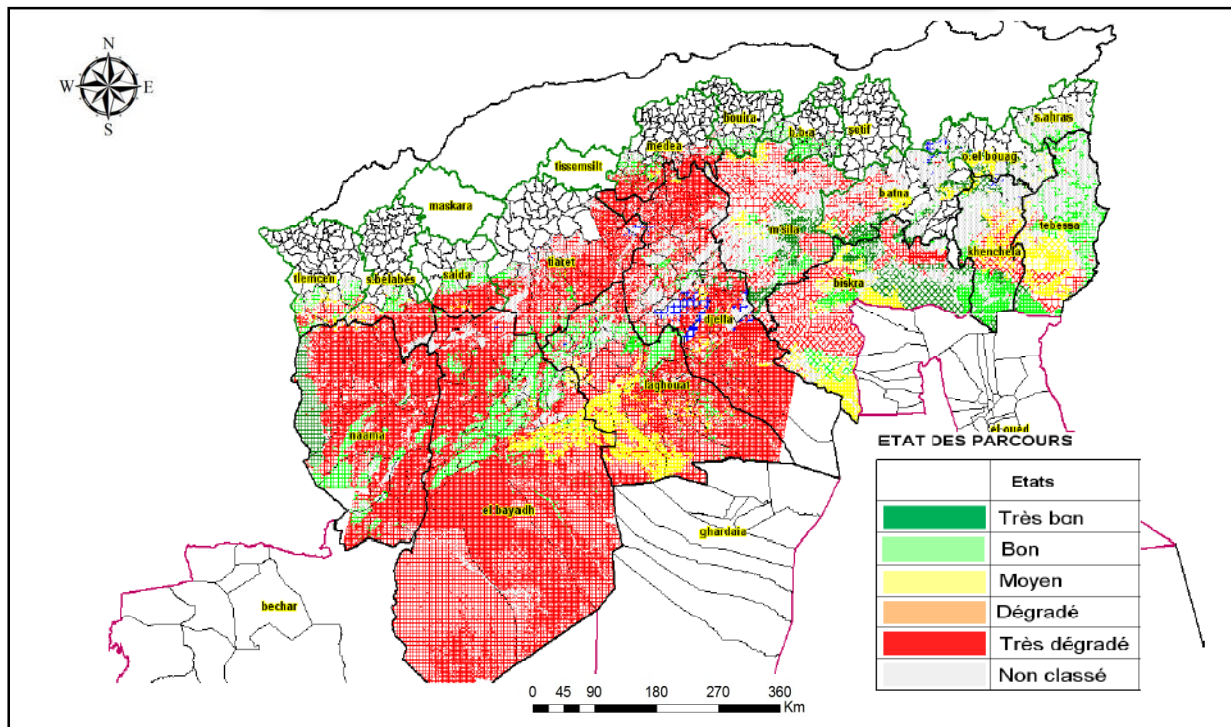 N
W E
S
s.ahras
bouira
b.b.a
setif
medea
o.el.bouag
tissemsilt
batna
maskara
m'sila
tebessa
khenchela
tlemcen
s.belabes
saida
tiaret
biskra
djelfa
laghouat
naama
el.oued
ETAT DES PARCOURS
Etats
Très bon
Bon
Moyen
Dégradé
Très dégradé
Non classé
el.bayadh
ghardaia
bechar
0 45 90 180 270 360
Km